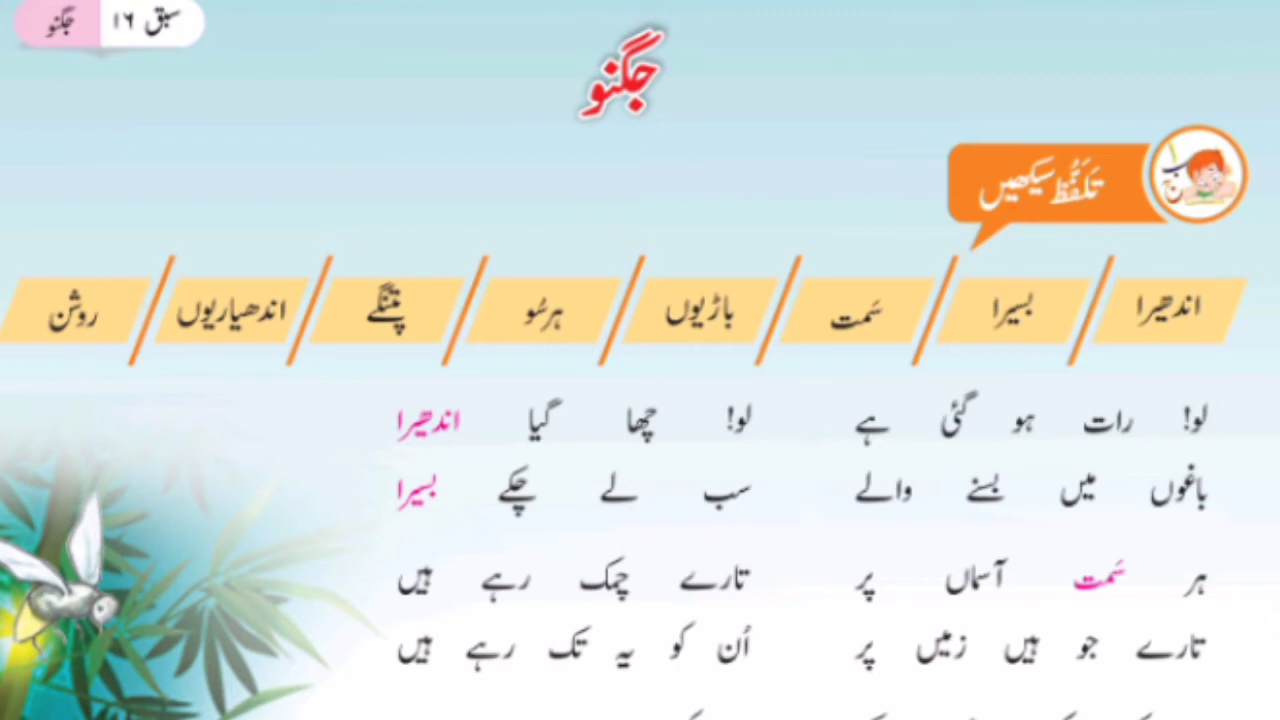 سبق ۱۶ جگنو
جگنو
تَلَفُّظ سیکھیں
اندھیرا بسیرا سَمت باڑیوں ہرسُو پتنگے اندھیاریوں روشن
لو! رات ہو گئی ہے لو! چھا گیا اندھیرا
باغوں میں بسنے والے سب لے چکے بسیرا
ہر سَمت آسماں پر تارے چمک رہے ہیں
تارے جو ہیں زمیں پر اُن کو یہ تک رہے ہیں